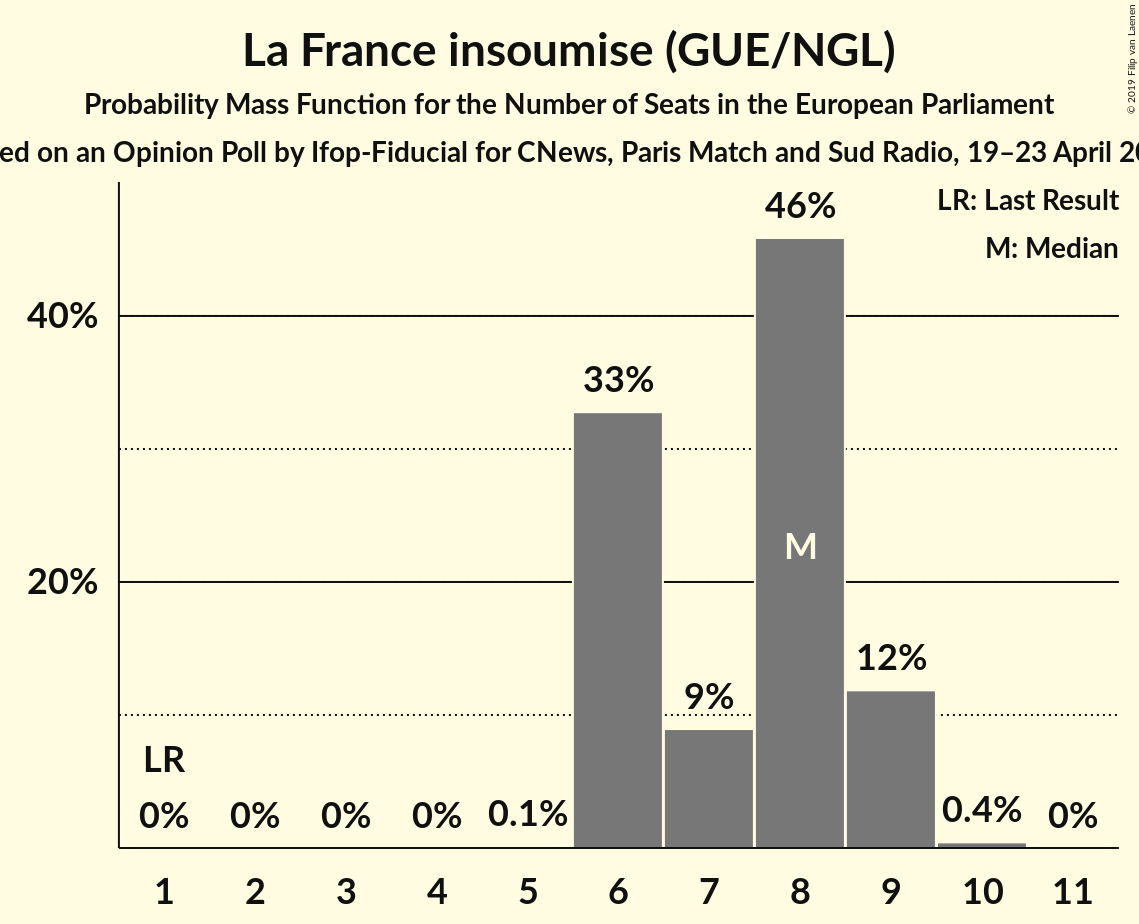 La France insoumise (GUE/NGL)
Probability Mass Function for the Number of Seats in the European Parliament
on an Opinion Poll by Ifop-Fiducial for CNews, Paris Match and Sud Radio, 19–23 April
© 2019 Filip van Laenen
LR: Last Result
M: Median
46%
40%
33%
M
20%
12%
9%
LR
0% 0% 0% 0% 0.1% 0.4% 0%
1 2 3 4 5 6 7 8 9 10 11